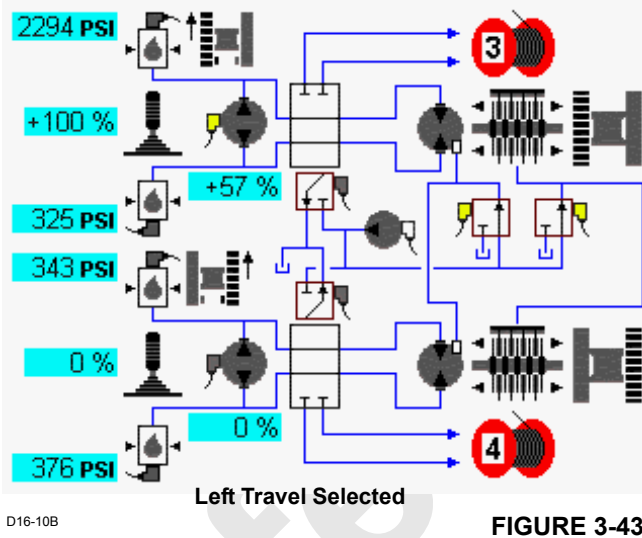 2294 PSI
3
+100 %
+57 %
325 PSI
343 PSI
0 %
0 %
4
376 PSI
Left Travel Selected
D16-10B
FIGURE 3-43